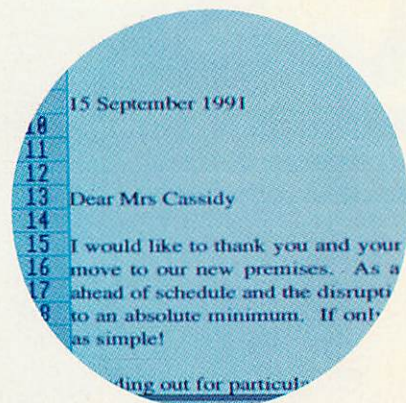 15 September 1991
10
11
12
13 Dear Mrs Cassidy
14
15 I would like to thank you and your
16 move to our new premises. As a
17 ahead of schedule and the disrupti
8 to an absolute minimum. If only
as simple!
ding out for particula